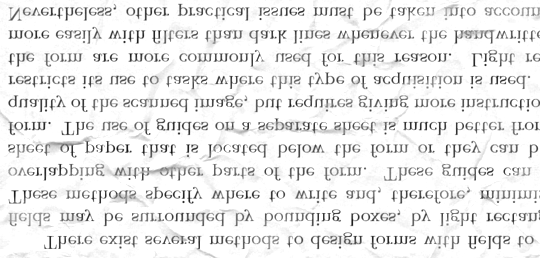 There exist several methods to design forms with fields to
fields may be surrounded by bounding boxes, by light rectang
These methods specify where to write and, therefore, minimis
overlapping with other parts of the form. These guides can
sheet of paper that is located below the form or they can b
form. The use of guides on a separate sheet is much better fror
quality of the scanned image, but requires giving more instructio
restricts its use to tasks where this type of acquisition is used.
the form are more commonly used for this reason. Light re
more easily with filters than dark lines whenever the handwritte
Nevertheless, other practical issues must be taken into accoun